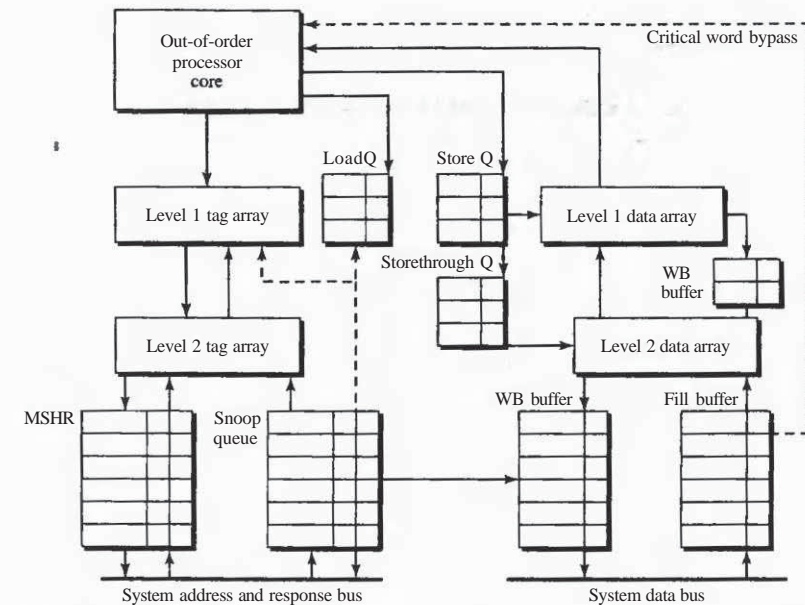 Out-of-order
processor
core
Critical word bypass
LoadQ
Store Q
Level 1 tag array
Level 1 data array
Storethrough Q
WB
buffer
Level 2 tag array
Level 2 data array
MSHR
Snoop
queue
WB buffer
Fill buffer
System address and response bus
System data bus